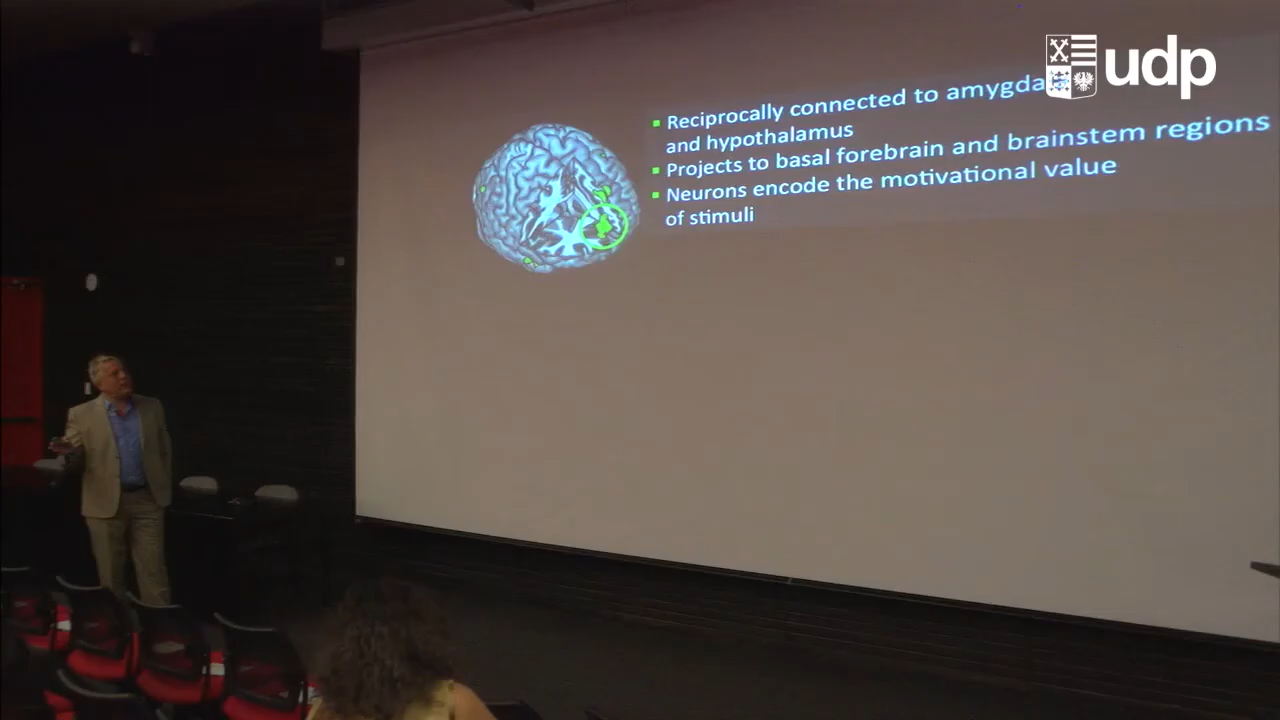 udp
Reciprocally connected to
and hypothalamus
Projects to basal forebrain and brainstem regions
Neurons encode the motivational value
of stimuli